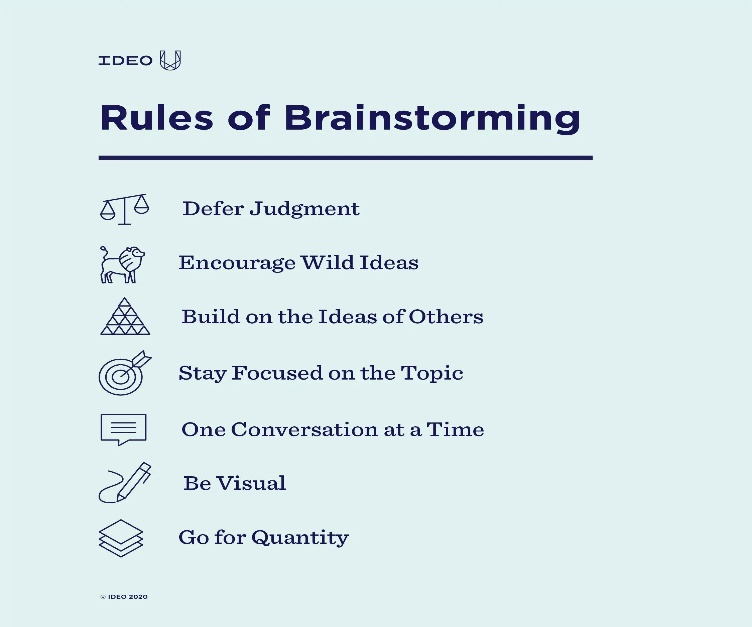 IDEO U
Rules of Brainstorming
Defer Judgment
Encourage Wild Ideas
Build on the Ideas of Others
Stay Focused on the Topic
One Conversation at a Time
Be Visual
Go for Quantity
© IDEO 2020